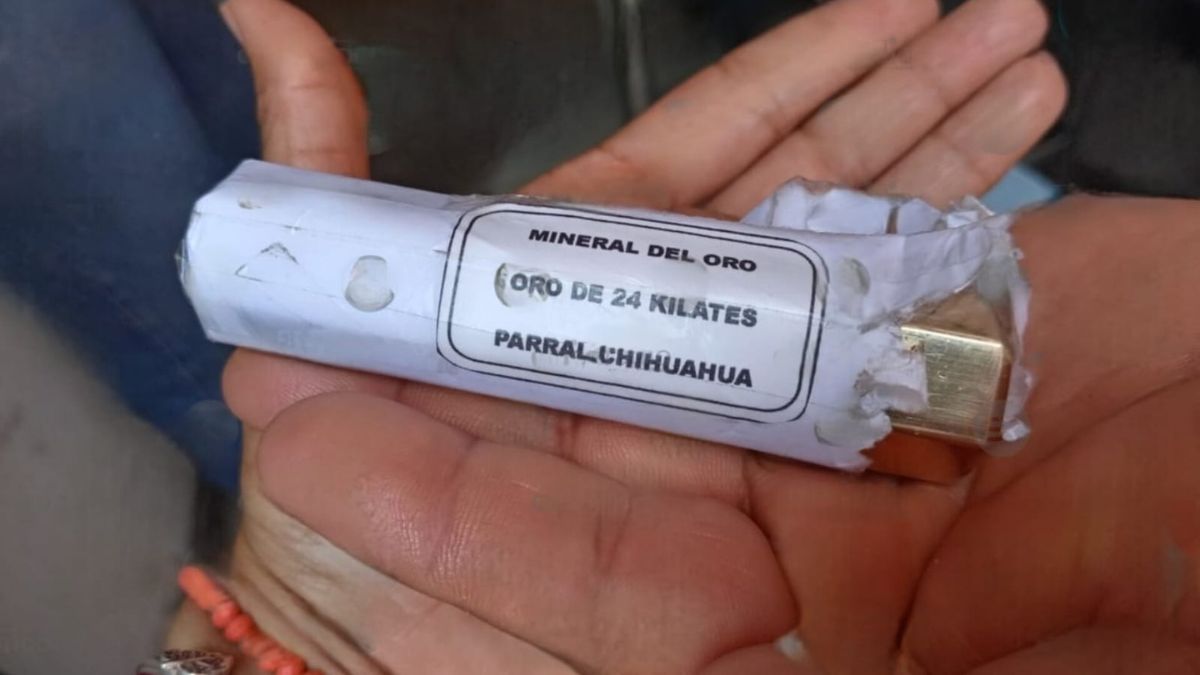 MINERAL DEL ORO
ORO DE 24 KILATES
PARRAL.CHIHUAHUA